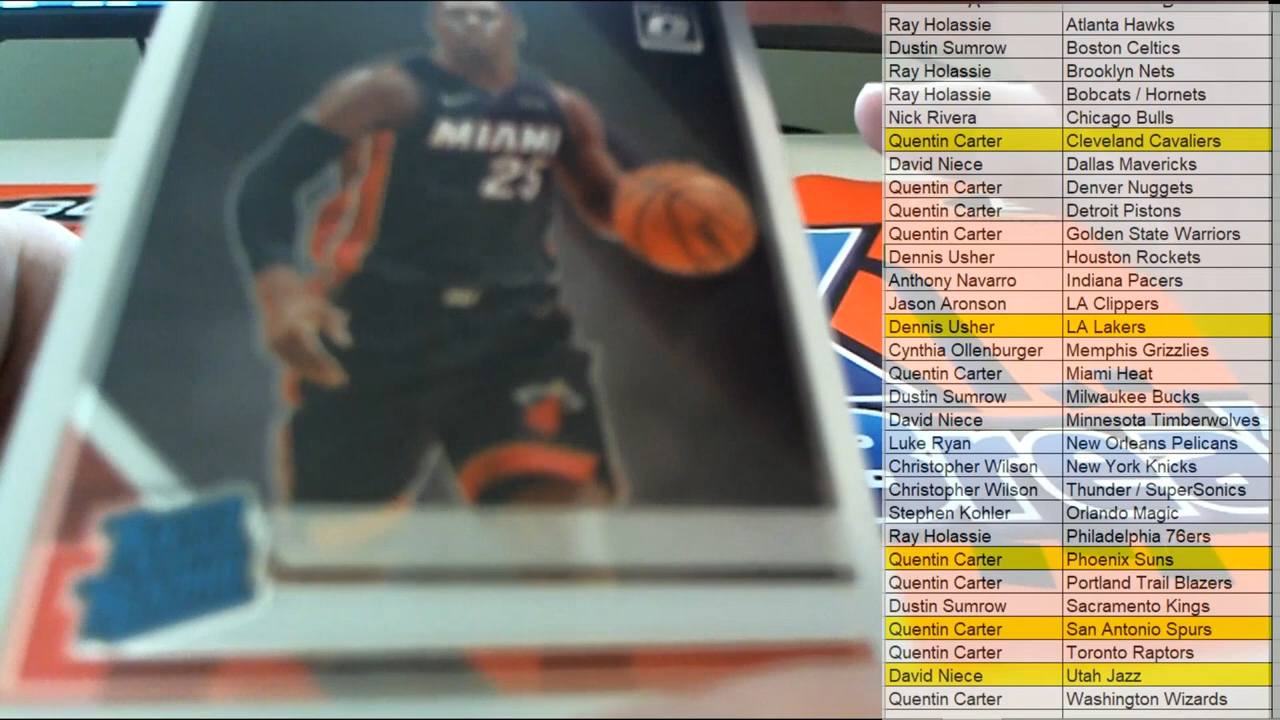 MIAMI
25
Ray Holassie Atlanta Hawks
Dustin Sumrow Boston Celtics
Ray Holassie Brooklyn Nets
Ray Holassie Bobcats / Hornets
Nick Rivera Chicago Bulls
Quentin Carter Cleveland Cavaliers
David Niece Dallas Mavericks
Quentin Carter Denver Nuggets
Quentin Carter Detroit Pistons
Quentin Carter Golden State Warriors
Dennis Usher Houston Rockets
Anthony Navarro Indiana Pacers
Jason Aronson LA Clippers
Dennis Usher LA Lakers
Cynthia Ollenburger Memphis Grizzlies
Quentin Carter Miami Heat
Dustin Sumrow Milwaukee Bucks
David Niece Minnesota Timberwolves
Luke Ryan New Orleans Pelicans
Christopher Wilson New York Knicks
Christopher Wilson Thunder / SuperSonics
Stephen Kohler Orlando Magic
Ray Holassie Philadelphia 76ers
Quentin Carter Phoenix Suns
Quentin Carter Portland Trail Blazers
Dustin Sumrow Sacramento Kings
Quentin Carter San Antonio Spurs
Quentin Carter Toronto Raptors
David Niece Utah Jazz
Quentin Carter Washington Wizards